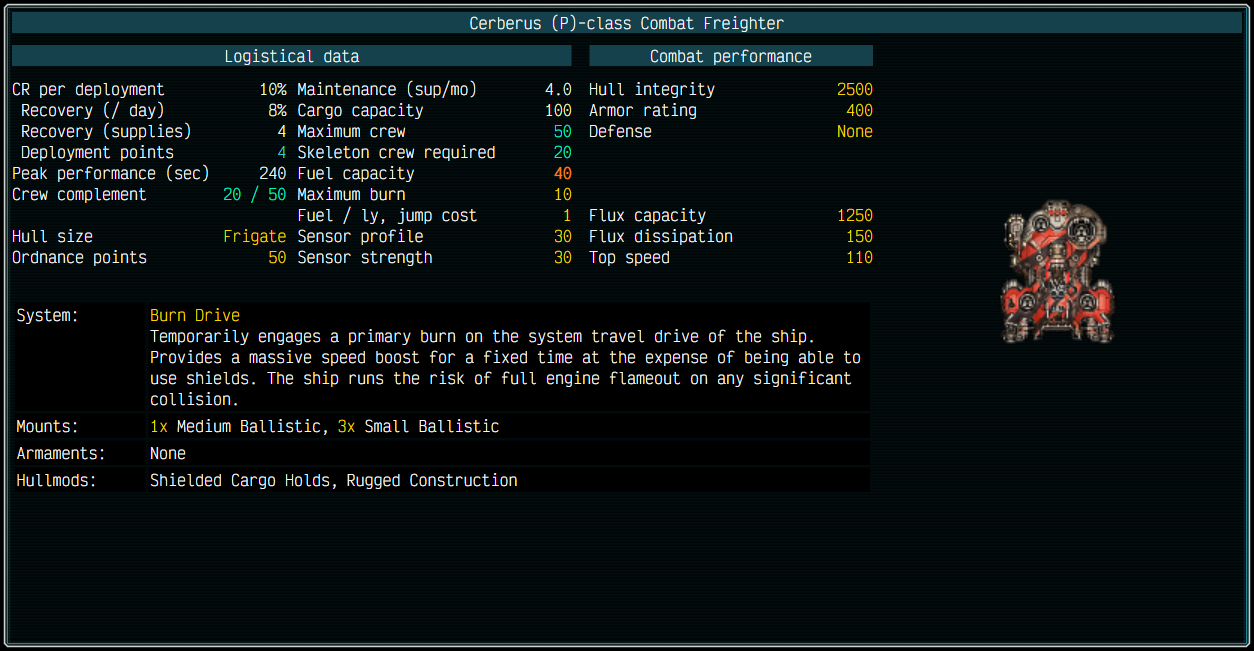 Cerberus (P)-class Combat Freighter
Logistical data
CR per deployment 10% Maintenance (sup/mo) 4.0
Recovery (/ day) 8% Cargo capacity 100
Recovery (supplies) 4 Maximum crew 50
Deployment points 4 Skeleton crew required 20
Peak performance (sec) 240 Fuel capacity 40
Crew complement 20 / 50 Maximum burn 10
Fuel / ly, jump cost 1
Hull size Frigate Sensor profile 30
Ordnance points 50 Sensor strength 30
Combat performance
Hull integrity 2500
Armor rating 400
Defense None
Flux capacity 1250
Flux dissipation 150
Top speed 110
System: Burn Drive
Temporarily engages a primary burn on the system travel drive of the ship.
Provides a massive speed boost for a fixed time at the expense of being able to
use shields. The ship runs the risk of full engine flameout on any significant
collision.
Mounts: 1x Medium Ballistic, 3x Small Ballistic
Armaments: None
Hullmods: Shielded Cargo Holds, Rugged Construction